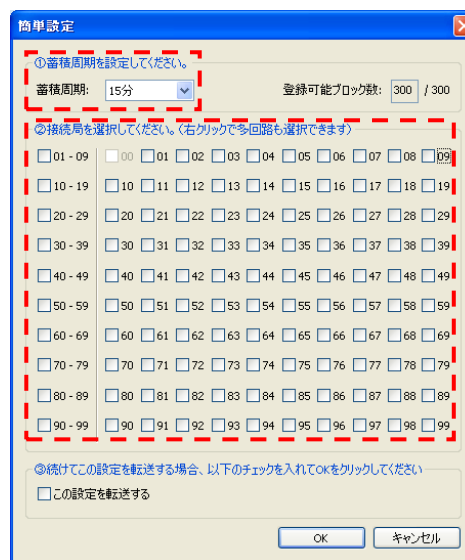 簡単設定
①蓄積周期を設定してください。
蓄積周期: 15分 登録可能ブロック数: 300 / 300
②接続局を選択してください。(右クリックで多回路も選択できます)
01 - 09 00 01 02 03 04 05 06 07 08 09
10 - 19 10 11 12 13 14 15 16 17 18 19
20 - 29 20 21 22 23 24 25 26 27 28 29
30 - 39 30 31 32 33 34 35 36 37 38 39
40 - 49 40 41 42 43 44 45 46 47 48 49
50 - 59 50 51 52 53 54 55 56 57 58 59
60 - 69 60 61 62 63 64 65 66 67 68 69
70 - 79 70 71 72 73 74 75 76 77 78 79
80 - 89 80 81 82 83 84 85 86 87 88 89
90 - 99 90 91 92 93 94 95 96 97 98 99
③続けてこの設定を転送する場合、以下のチェックを入れてOKをクリックしてください
この設定を転送する
OK キャンセル